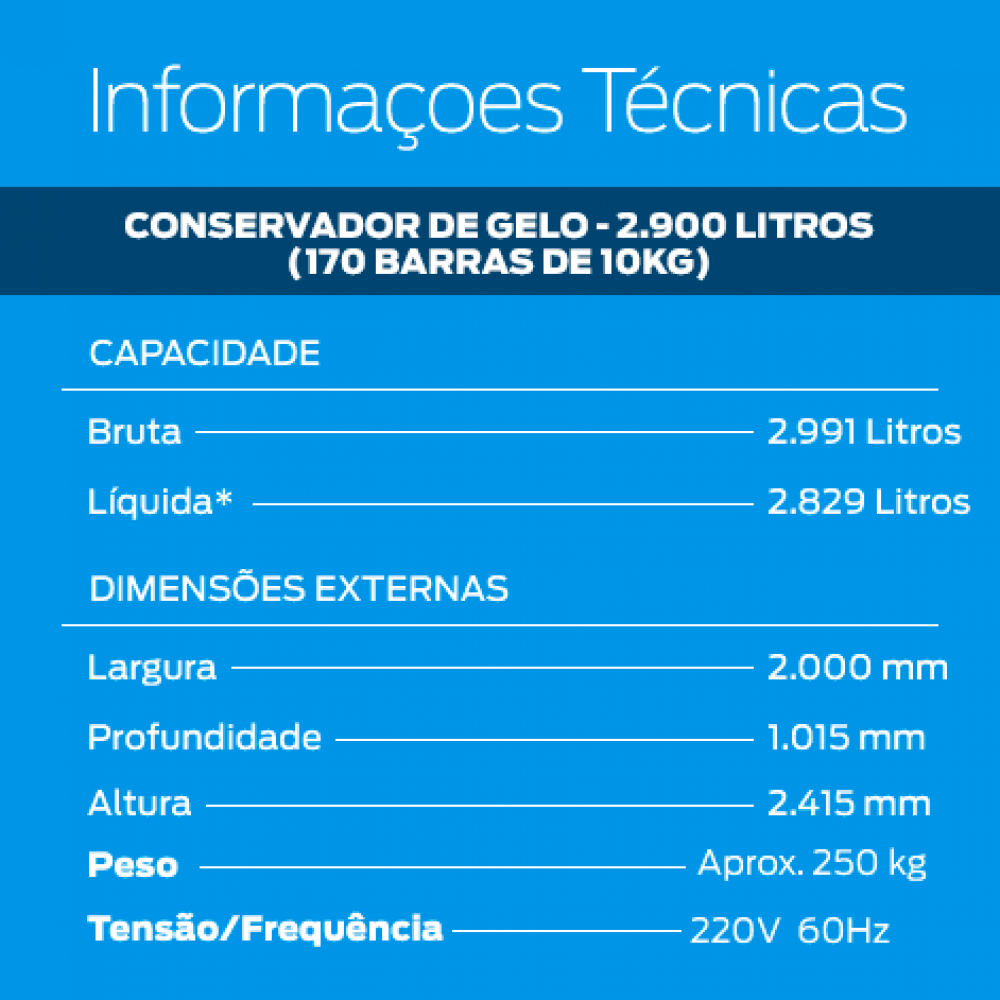 Informaçoes Técnicas
CONSERVADOR DE GELO - 2.900 LITROS
(170 BARRAS DE 10KG)
CAPACIDADE
Bruta 2.991 Litros
Líquida* 2.829 Litros
DIMENSÕES EXTERNAS
Largura 2.000 mm
Profundidade 1.015 mm
Altura 2.415 mm
Peso Aprox. 250 kg
Tensão/Frequência 220V 60Hz